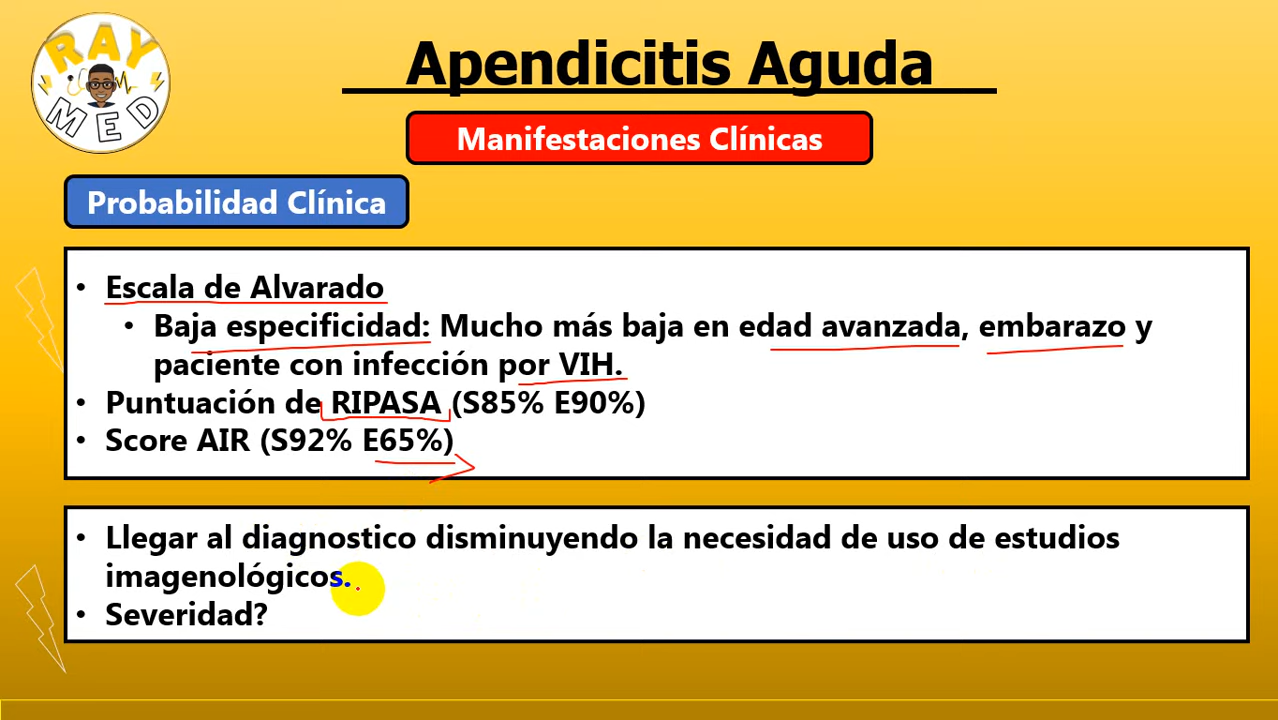 RAY
MED
Apendicitis Aguda
Manifestaciones Clínicas
Probabilidad Clínica
• Escala de Alvarado
• Baja especificidad: Mucho más baja en edad avanzada, embarazo y
paciente con infección por VIH.
• Puntuación de RIPASA (S85% E90%)
• Score AIR (S92% E65%)
• Llegar al diagnostico disminuyendo la necesidad de uso de estudios
imagenológicos.
• Severidad?